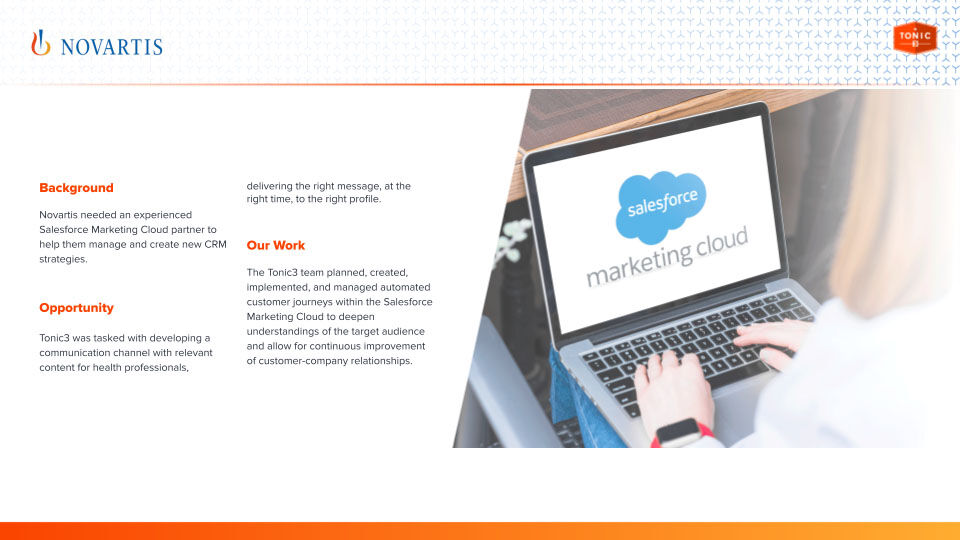 NOVARTIS
TONIC
3
Background
Novartis needed an experienced
Salesforce Marketing Cloud partner to
help them manage and create new CRM
strategies.
Opportunity
Tonic3 was tasked with developing a
communication channel with relevant
content for health professionals,
delivering the right message, at the
right time, to the right profile.
Our Work
The Tonic3 team planned, created,
implemented, and managed automated
customer journeys within the Salesforce
Marketing Cloud to deepen
understandings of the target audience
and allow for continuous improvement
of customer-company relationships.
salesforce
marketing cloud